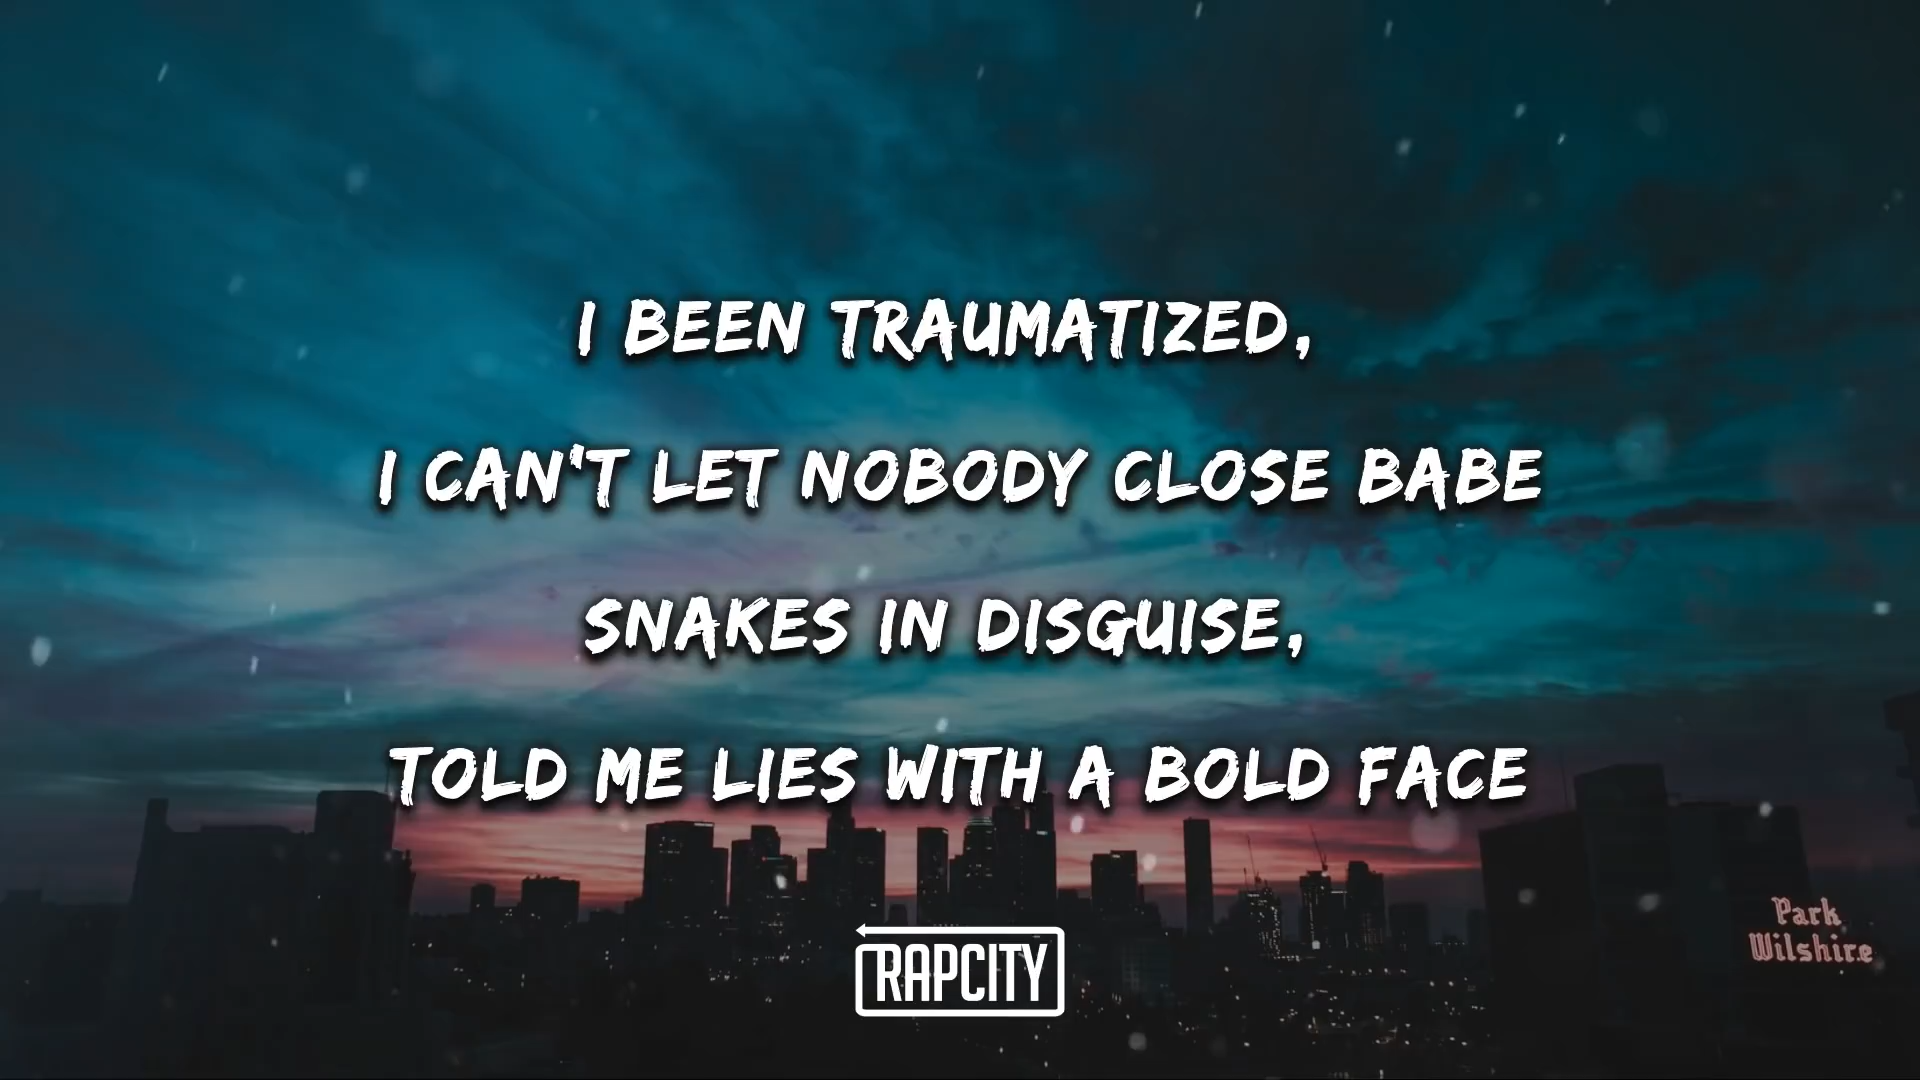 I BEEN TRAUMATIZED,
I CAN'T LET NOBODY CLOSE BABE
SNAKES IN DISGUISE,
TOLD ME LIES WITH A BOLD FACE
RAPCITY
Park
Wilshire